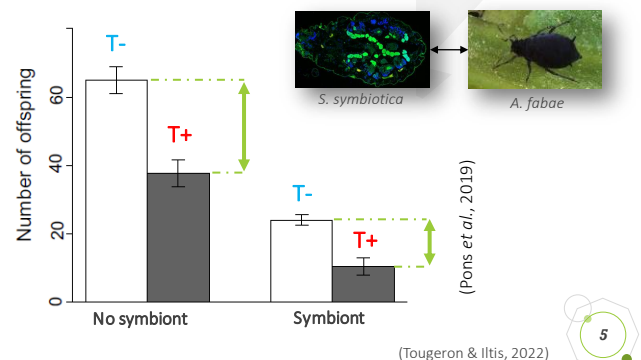 T-
T+
T-
T+
Number of offspring
0
20
40
60
No symbiont
Symbiont
S. symbiotica
A. fabae
(Pons et al., 2019)
(Tougeron & Iltis, 2022)
5